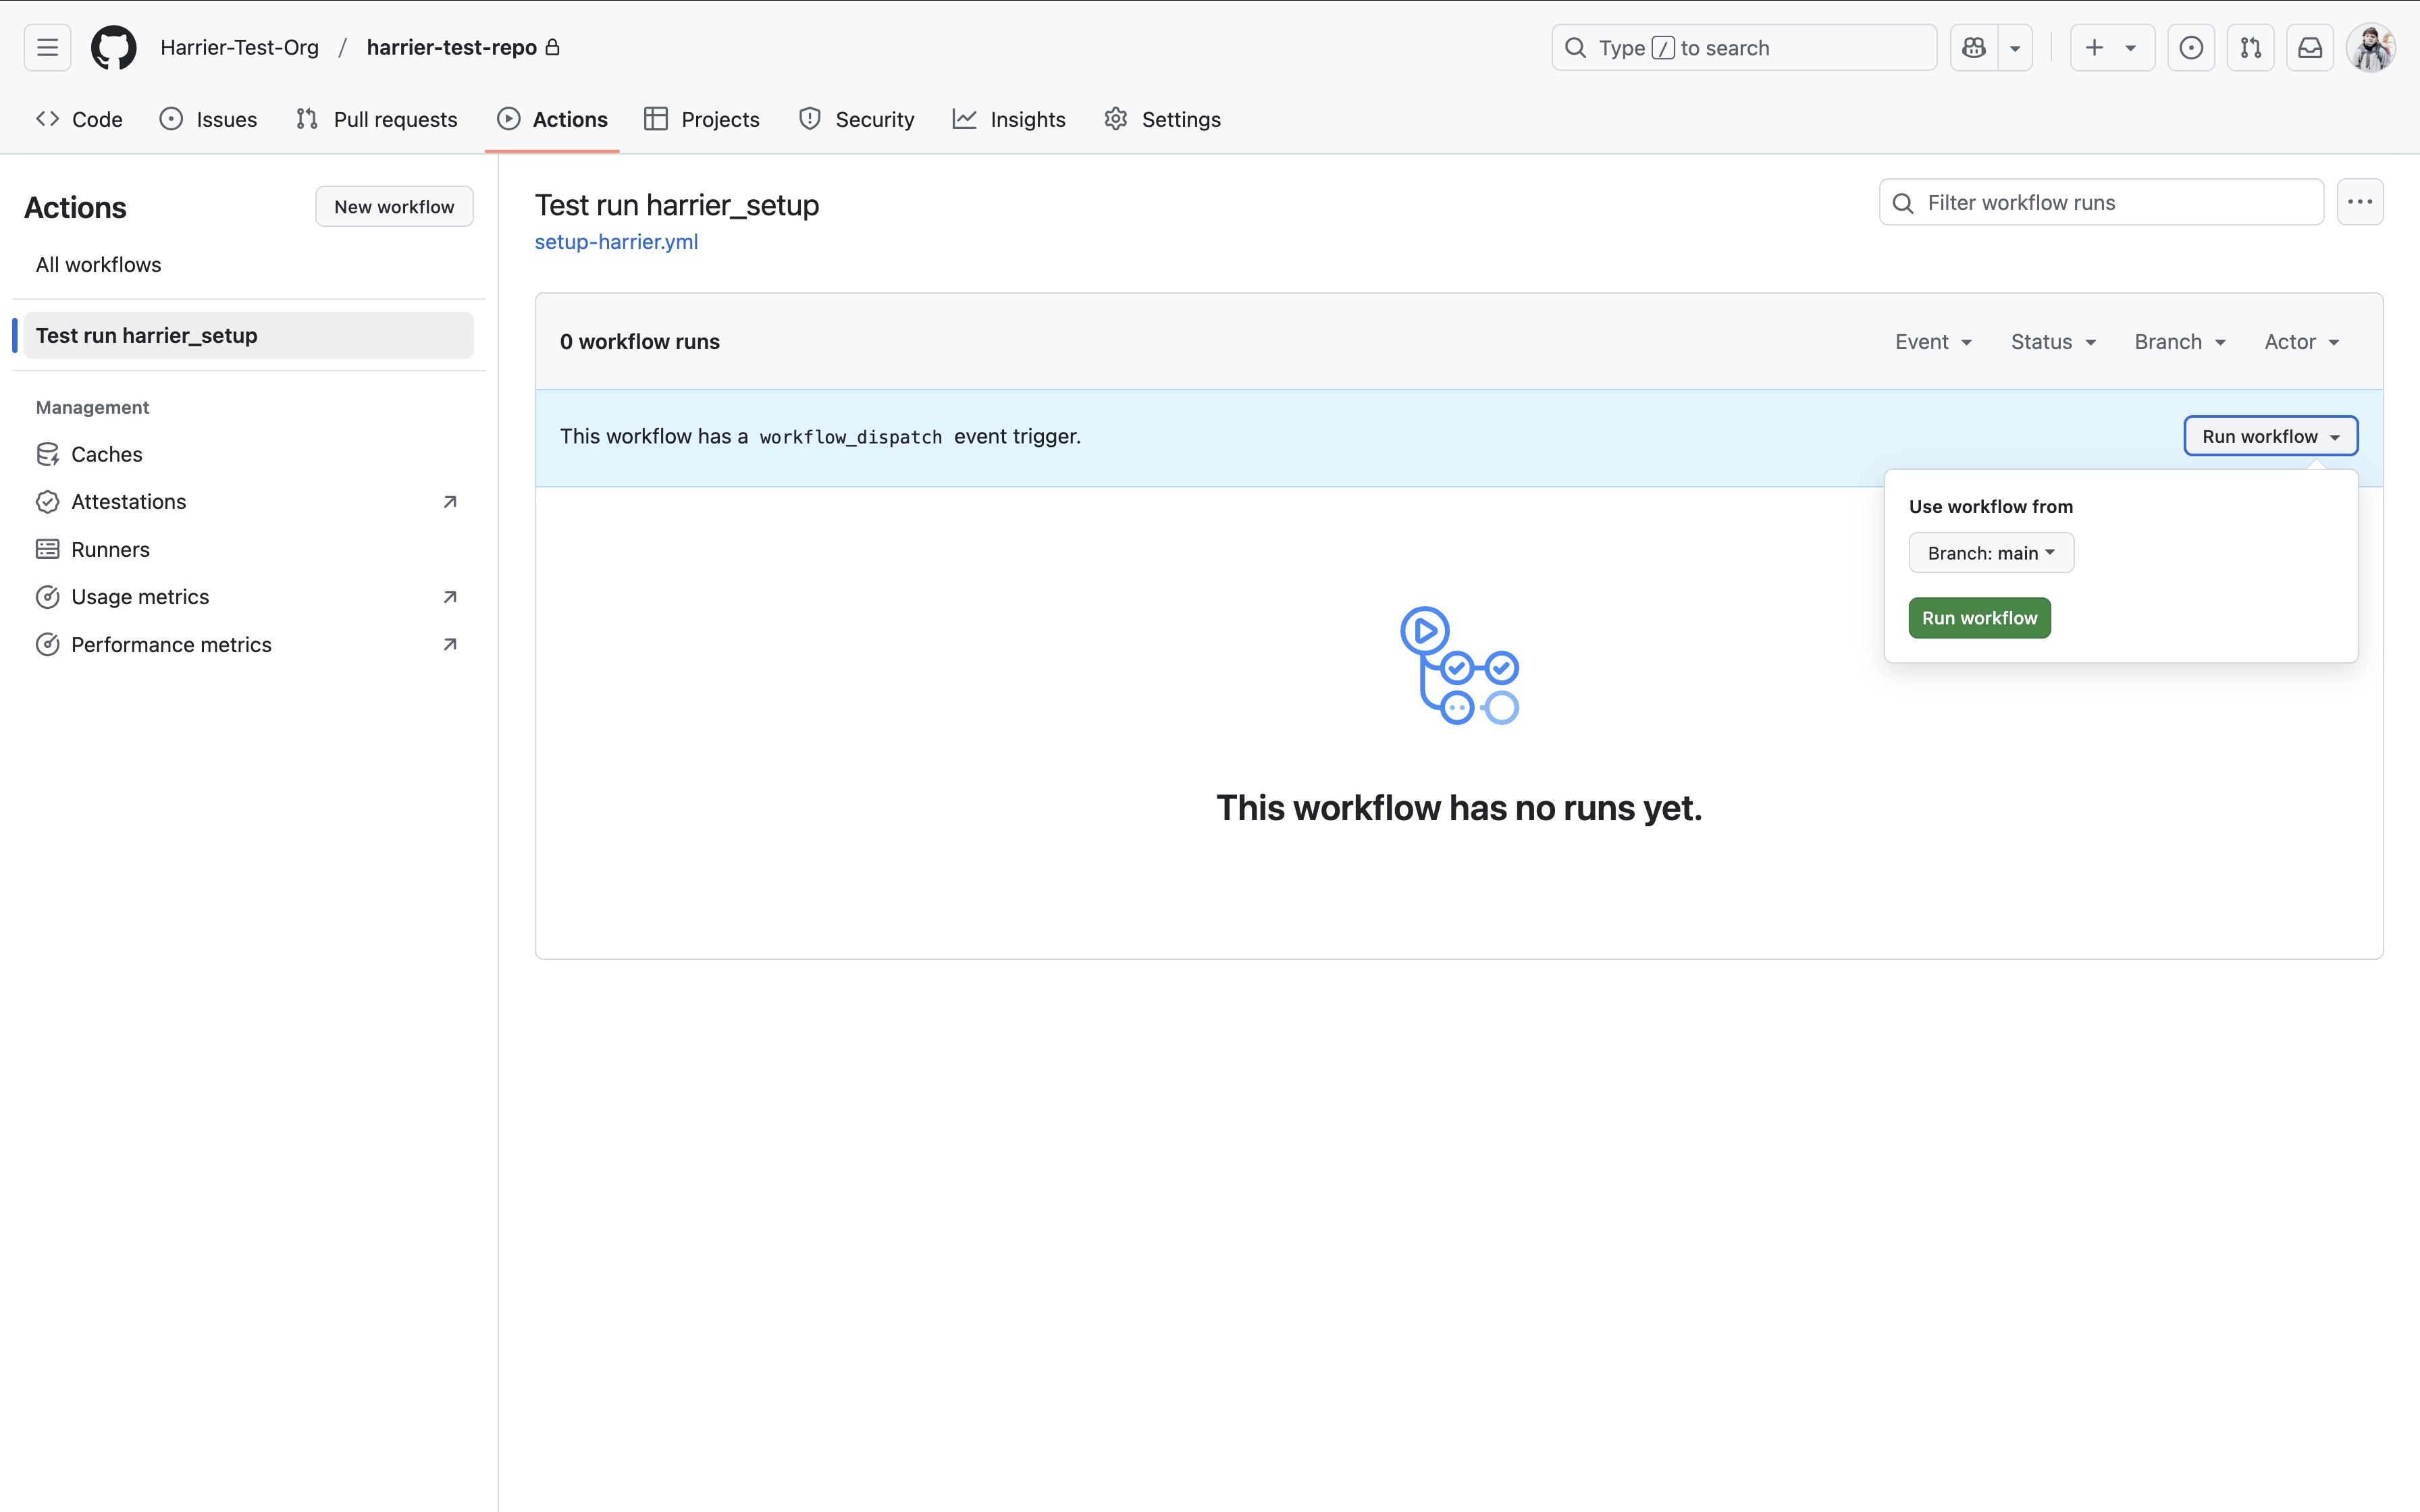 Harrier-Test-Org / harrier-test-repo
Type / to search
Code
Issues
Pull requests
Actions
Projects
Security
Insights
Settings
Actions
New workflow
All workflows
Test run harrier_setup
Management
Caches
Attestations
Runners
Usage metrics
Performance metrics
Test run harrier_setup
setup-harrier.yml
Filter workflow runs
0 workflow runs
Event
Status
Branch
Actor
This workflow has a workflow_dispatch event trigger.
Run workflow
Use workflow from
Branch: main
Run workflow
This workflow has no runs yet.